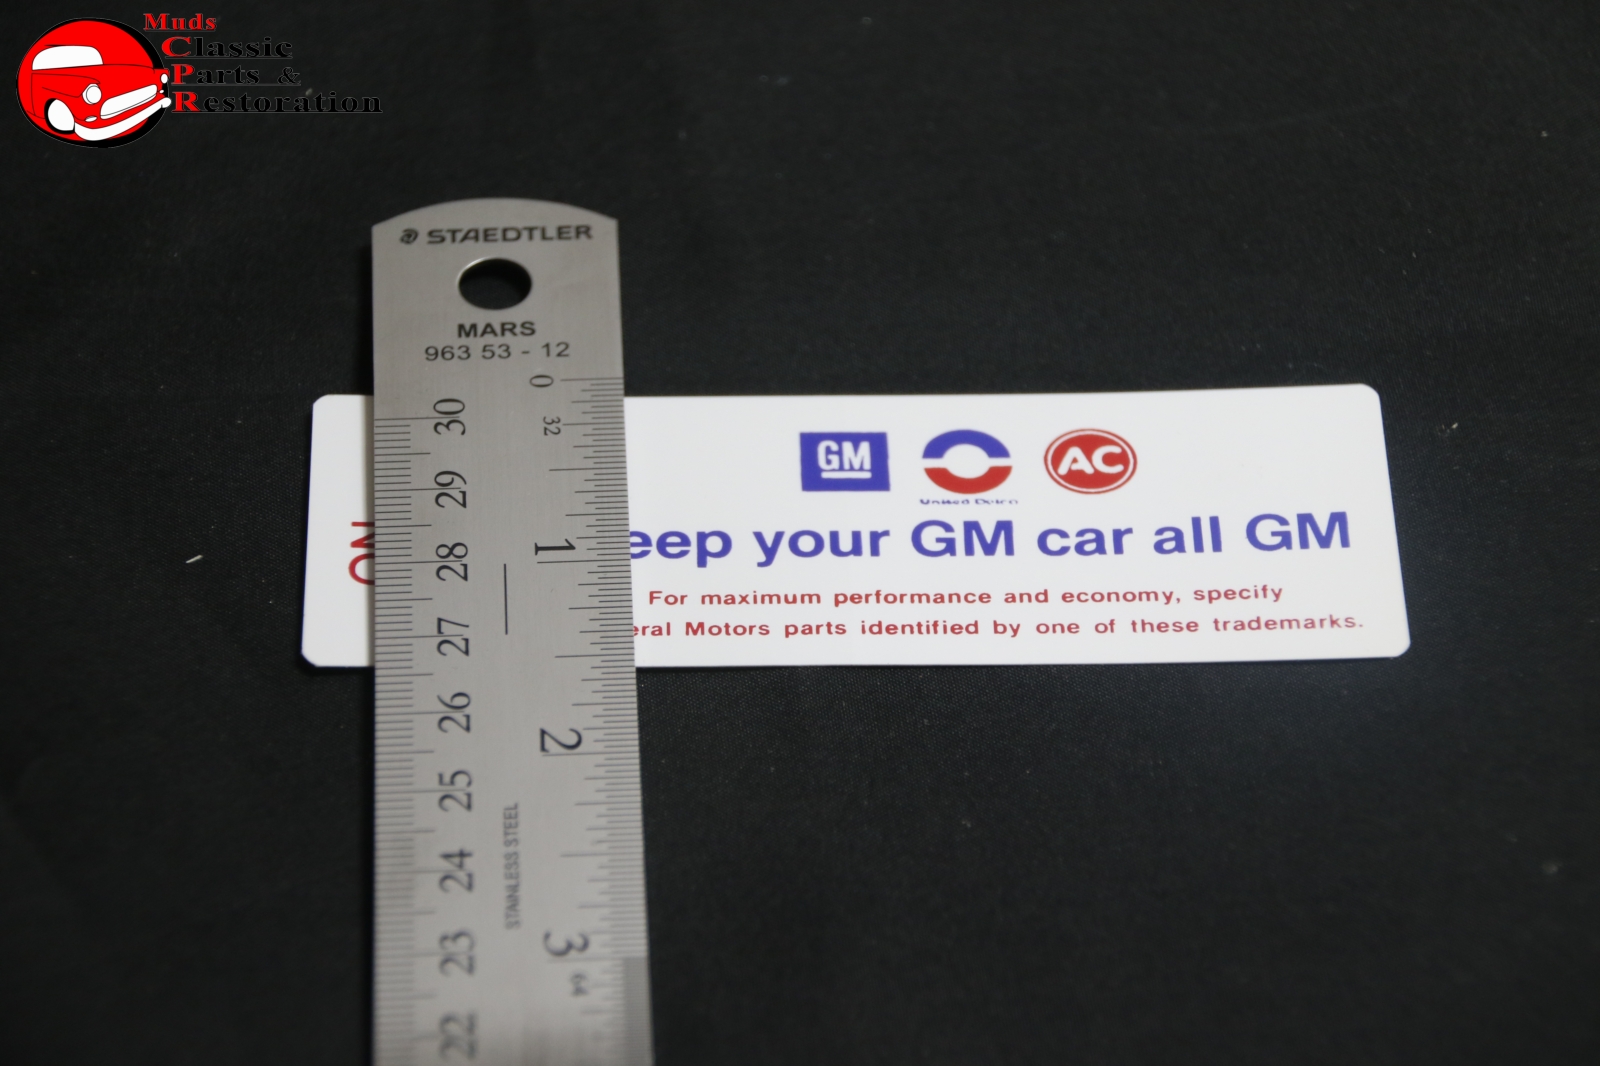 Muds
Classic
Parts &
Restoration
STAEDTLER
MARS
963 53 - 12
0
32
1
2
3
64
30
29
28
27
26
25
24
23
22
STAINLESS STEEL
GM
United Delco
AC
eep your GM car all GM
For maximum performance and economy, specify
eral Motors parts identified by one of these trademarks.